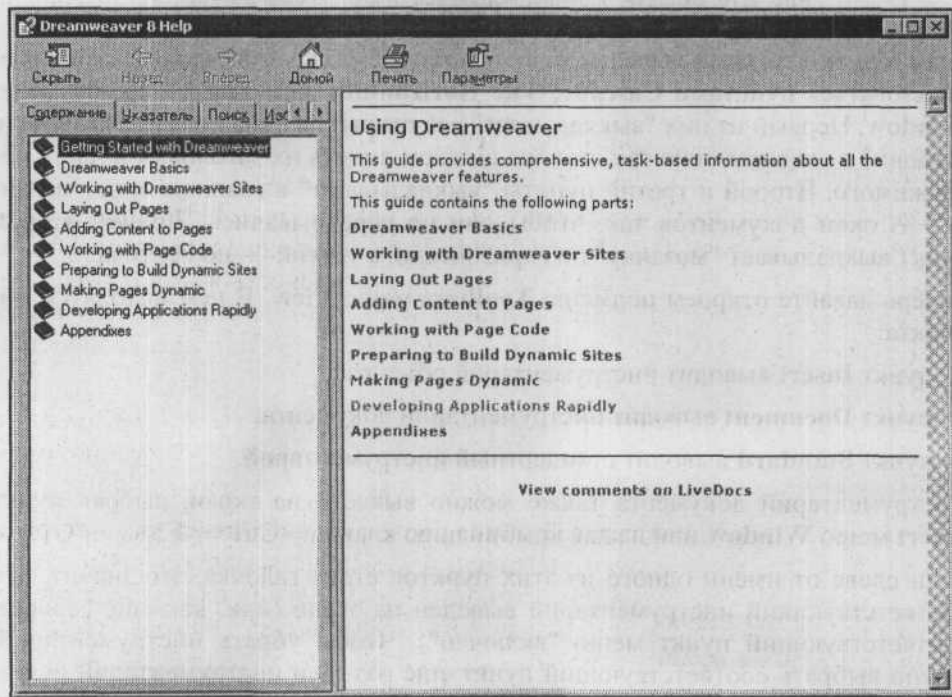 Dreamweaver 8 Help
Скрыть Назад Вперед Домой Печать Параметры
Содержание Указатель Поиск
Getting Started with Dreamweaver
Dreamweaver Basics
Working with Dreamweaver Sites
Laying Out Pages
Adding Content to Pages
Working with Page Code
Preparing to Build Dynamic Sites
Making Pages Dynamic
Developing Applications Rapidly
Appendixes
Using Dreamweaver
This guide provides comprehensive, task-based information about all the
Dreamweaver features.
This guide contains the following parts:
Dreamweaver Basics
Working with Dreamweaver Sites
Laying Out Pages
Adding Content to Pages
Working with Page Code
Preparing to Build Dynamic Sites
Making Pages Dynamic
Developing Applications Rapidly
Appendixes
View comments on LiveDocs